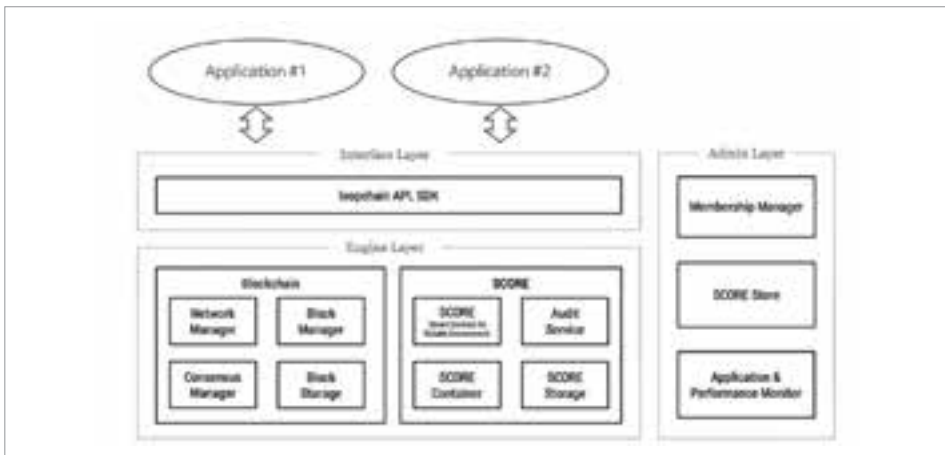 Application #1
Application #2
Interface Layer
loopchain API, SDK
Admin Layer
Membership Manager
SCORE Store
Application &
Performance Monitor
Engine Layer
Blockchain
Network
Manager
Block
Manager
Consensus
Manager
Block
Storage
SCORE
SCORE
Audit
Service
SCORE
Container
SCORE
Storage